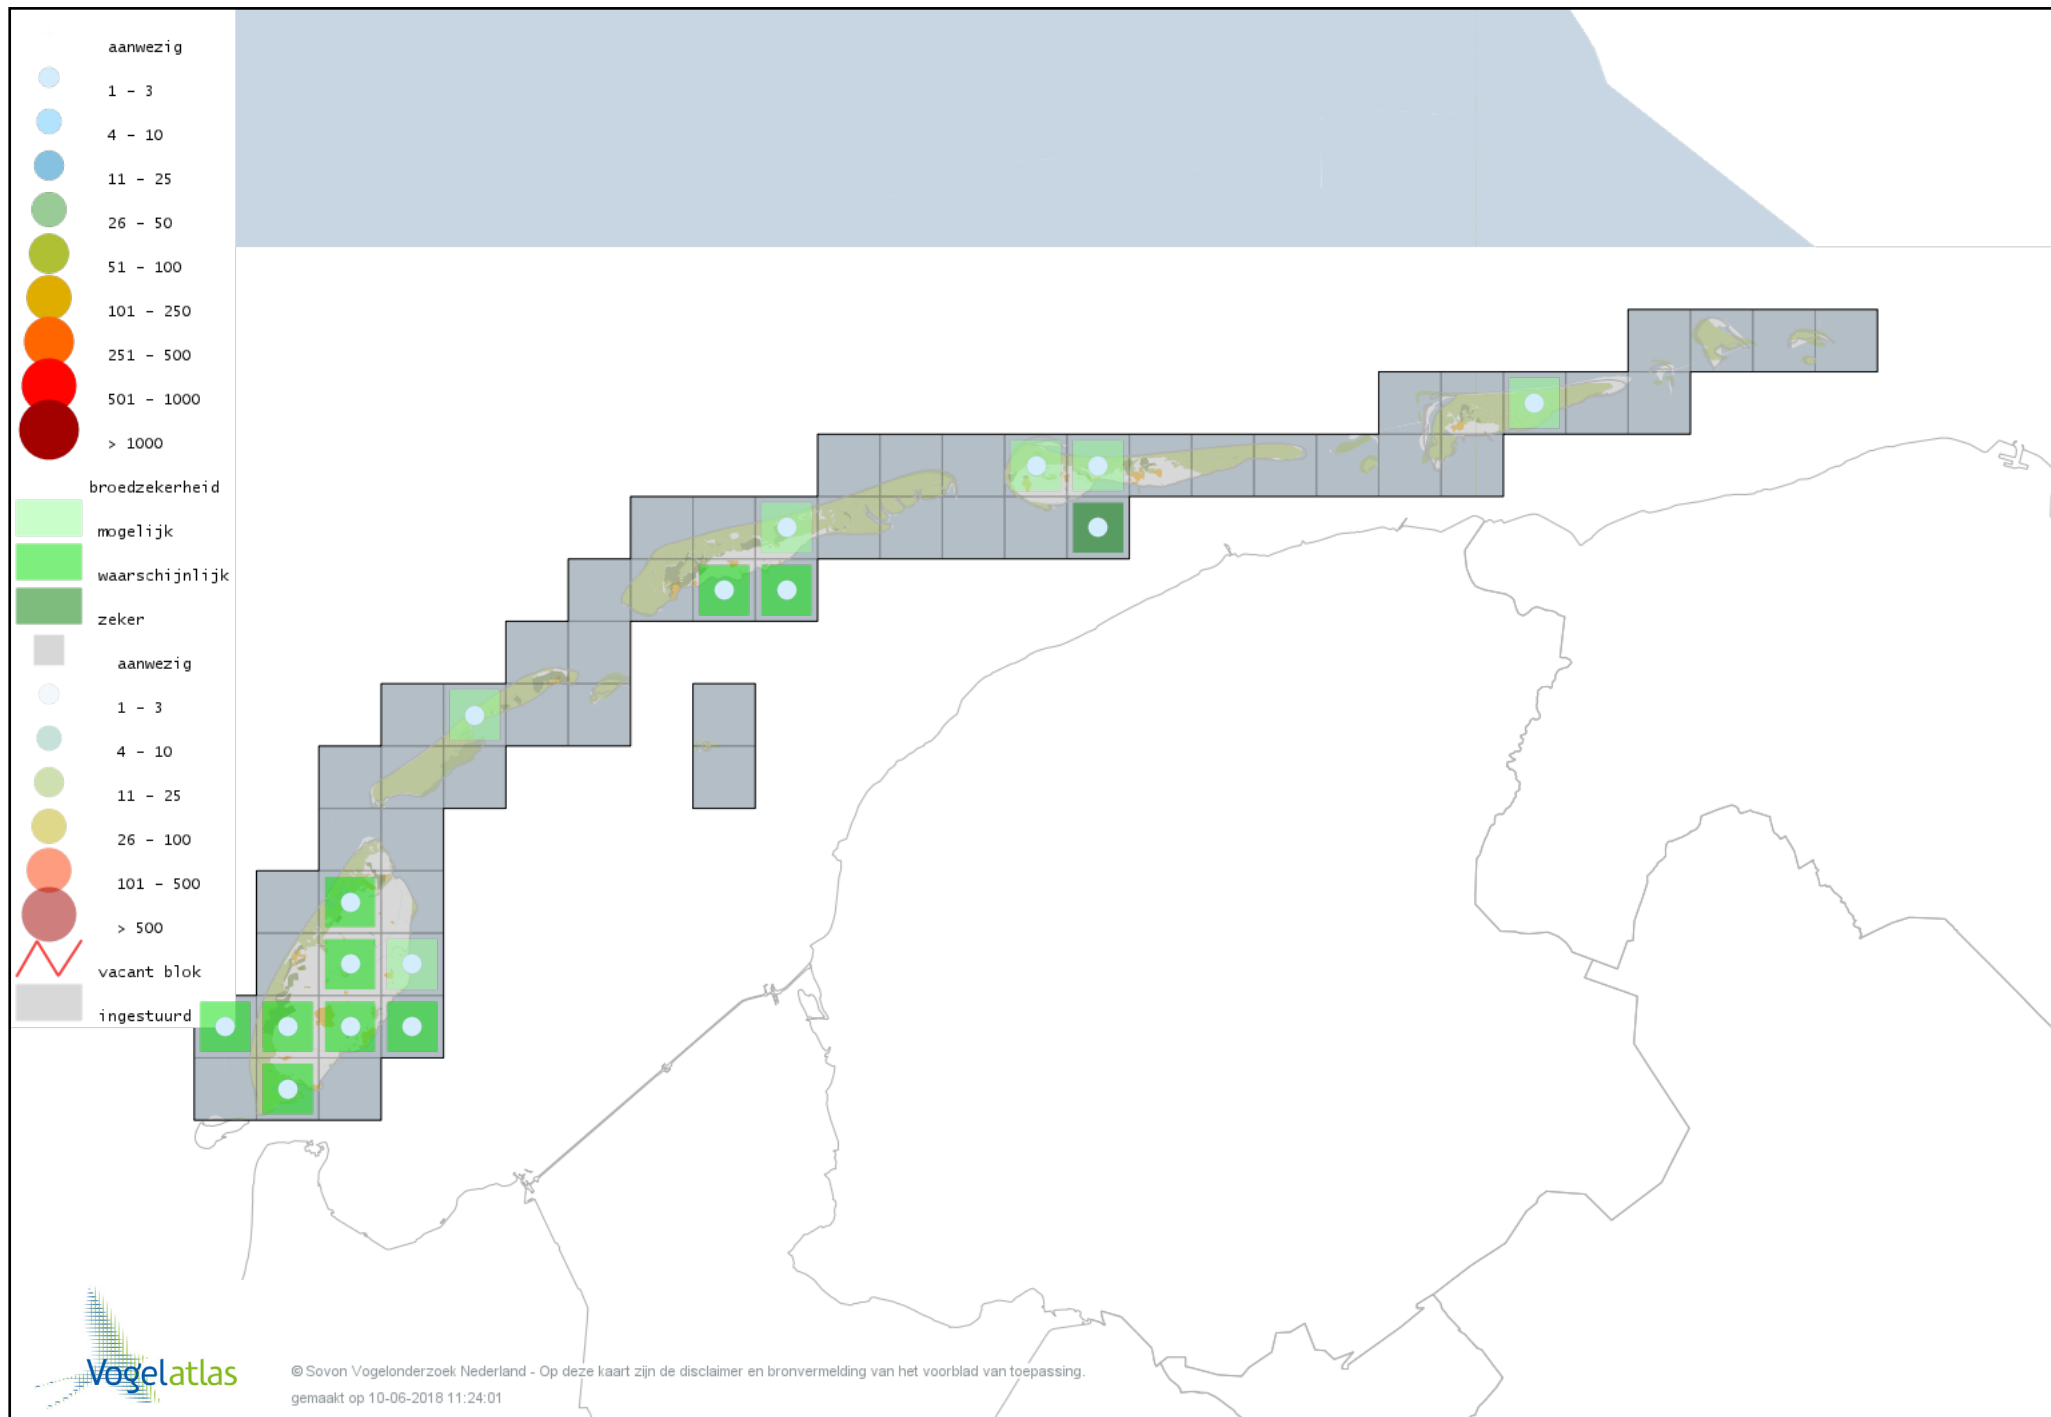 aanwezig
1 - 3
4 - 10
11 - 25
26 - 50
51 - 100
101 - 250
251 - 500
501 - 1000
> 1000
broedzekerheid
mogelijk
waarschijnlijk
zeker
aanwezig
1 - 3
4 - 10
11 - 25
26 - 100
101 - 500
> 500
vacant blok
ingestuurd
Vogelatlas
© Sovon Vogelonderzoek Nederland - Op deze kaart zijn de disclaimer en bronvermelding van het voorblad van toepassing.
gemaakt op 10-06-2018 11:24:01